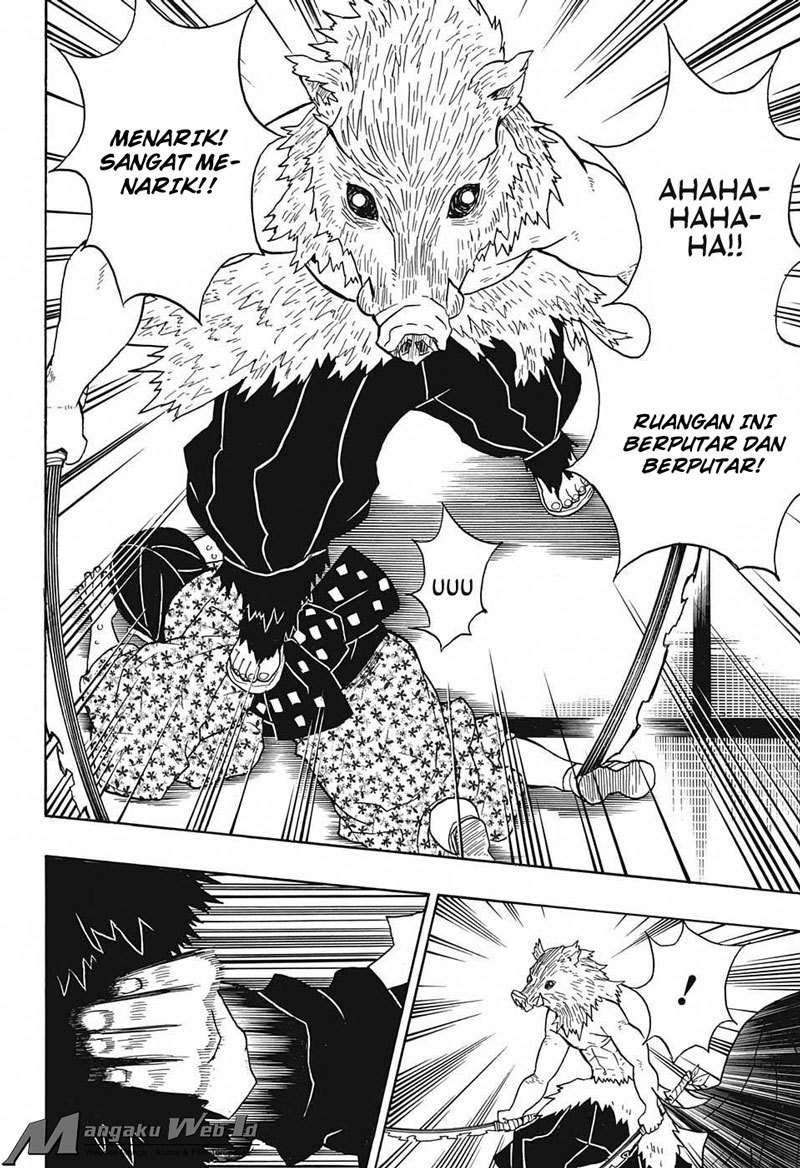 AHAHA-
HAHA-
HA!!
MENARIK!
SANGAT ME-
NARIK!!
RUANGAN INI
BERPUTAR DAN
BERPUTAR!
UUU
!
Mangaku Web Id